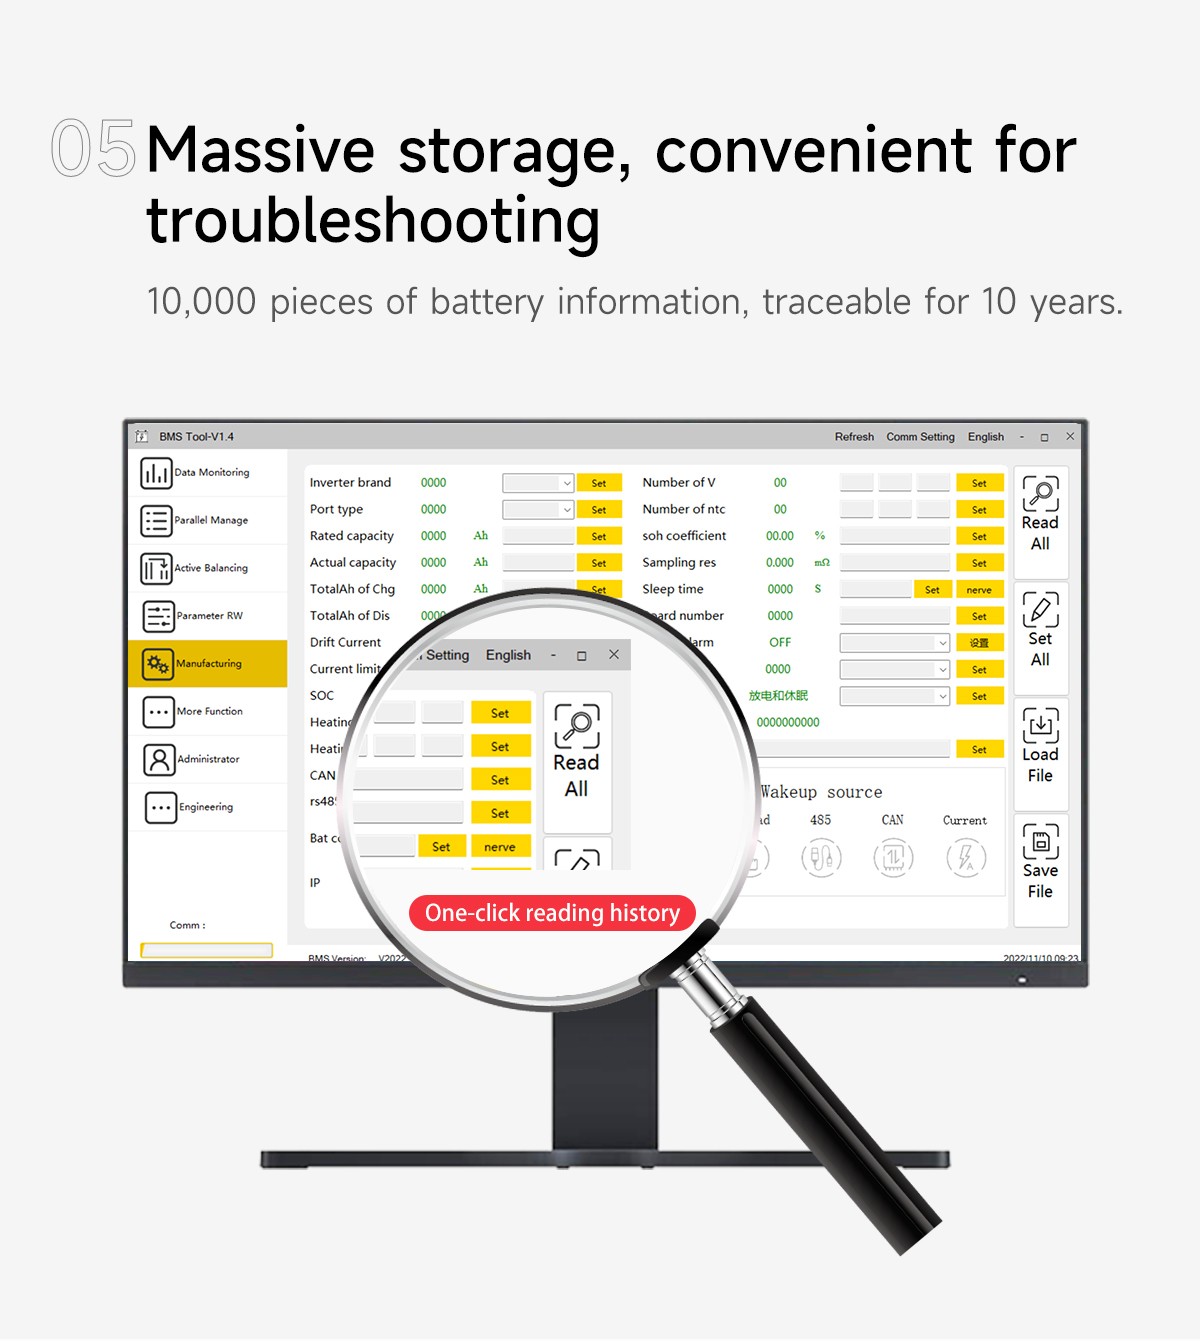 05 Massive storage, convenient for
troubleshooting
10,000 pieces of battery information, traceable for 10 years.
BMS Tool-V1.4
Refresh Comm Setting English
Data Monitoring
Parallel Manage
Active Balancing
Parameter RW
Manufacturing
More Function
Administrator
Engineering
Comm :
Inverter brand 0000 Set
Port type 0000 Set
Rated capacity 0000 Ah Set
Actual capacity 0000 Ah Set
TotalAh of Chg 0000 Ah Set
TotalAh of Dis 0000
Drift Current
Current limit
SOC
Heating
CAN
IP
Number of V 00 Set
Number of ntc 00 Set
soh coefficient 00.00 % Set
Sampling res 0.000 mΩ Set
Sleep time 0000 S Set nerve
number 0000 Set
OFF 设置
0000 Set
放电和休眠 Set
0000000000
Set
Wakeup source
485 CAN Current
Read
All
Set
All
Load
File
Save
File
Setting English
Set
Set
Set
Set
Set nerve
Read
All
One-click reading history
BMS Version: V2022
2022/11/10 09:23